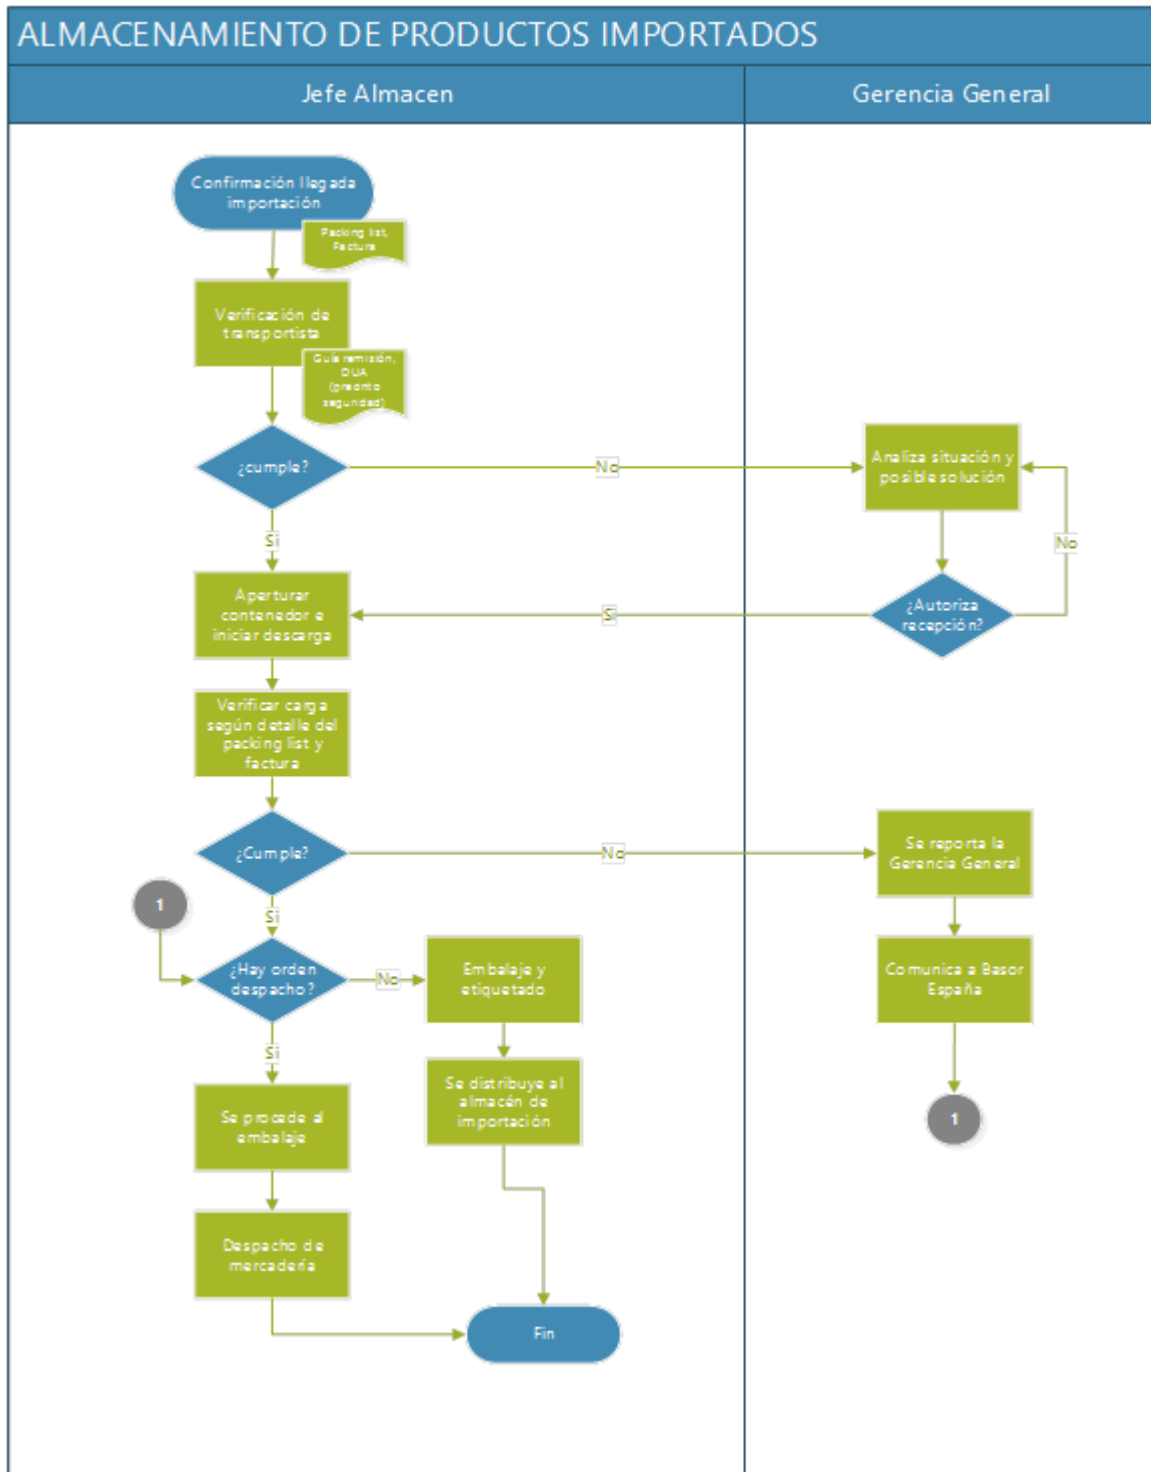 ALMACENAMIENTO DE PRODUCTOS IMPORTADOS
Jefe Almacen
Gerencia General
Confirmación llegada
importación
Packing list,
Factura
Verificación de
transportista
Guía remisión,
DUA
(precinto
seguridad)
¿cumple?
No
Analiza situación y
posible solución
Si
No
Aperturar
contenedor e
iniciar descarga
Si
¿Autoriza
recepción?
Verificar carga
según detalle del
packing list y
factura
¿Cumple?
No
Se reporta la
Gerencia General
1
Si
¿Hay orden
despacho?
No
Embalaje y
etiquetado
Comunica a Basor
España
Si
Se procede al
embalaje
Se distribuye al
almacén de
importación
1
Despacho de
mercadería
Fin